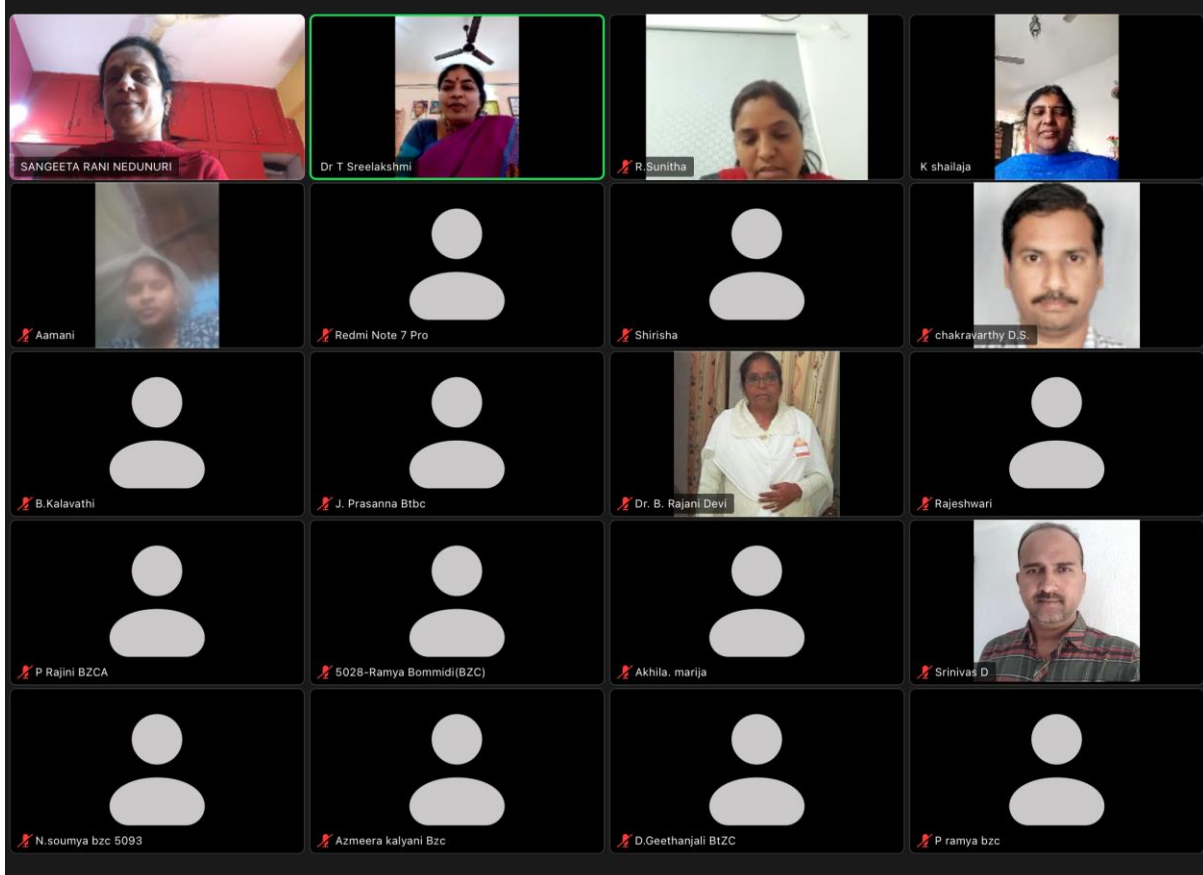 SANGEETA RANI NEDUNURI
Dr T Sreelakshmi
R.Sunitha
K shailaja
Aamani
Redmi Note 7 Pro
Shirisha
chakravarthy D.S.
B.Kalavathi
J. Prasanna Btbc
Dr. B. Rajani Devi
Rajeshwari
P Rajini BZCA
5028-Ramya Bommidi(BZC)
Akhila. marija
Srinivas D
N.soumya bzc 5093
Azmeera kalyani Bzc
D.Geethanjali BtZC
P ramya bzc